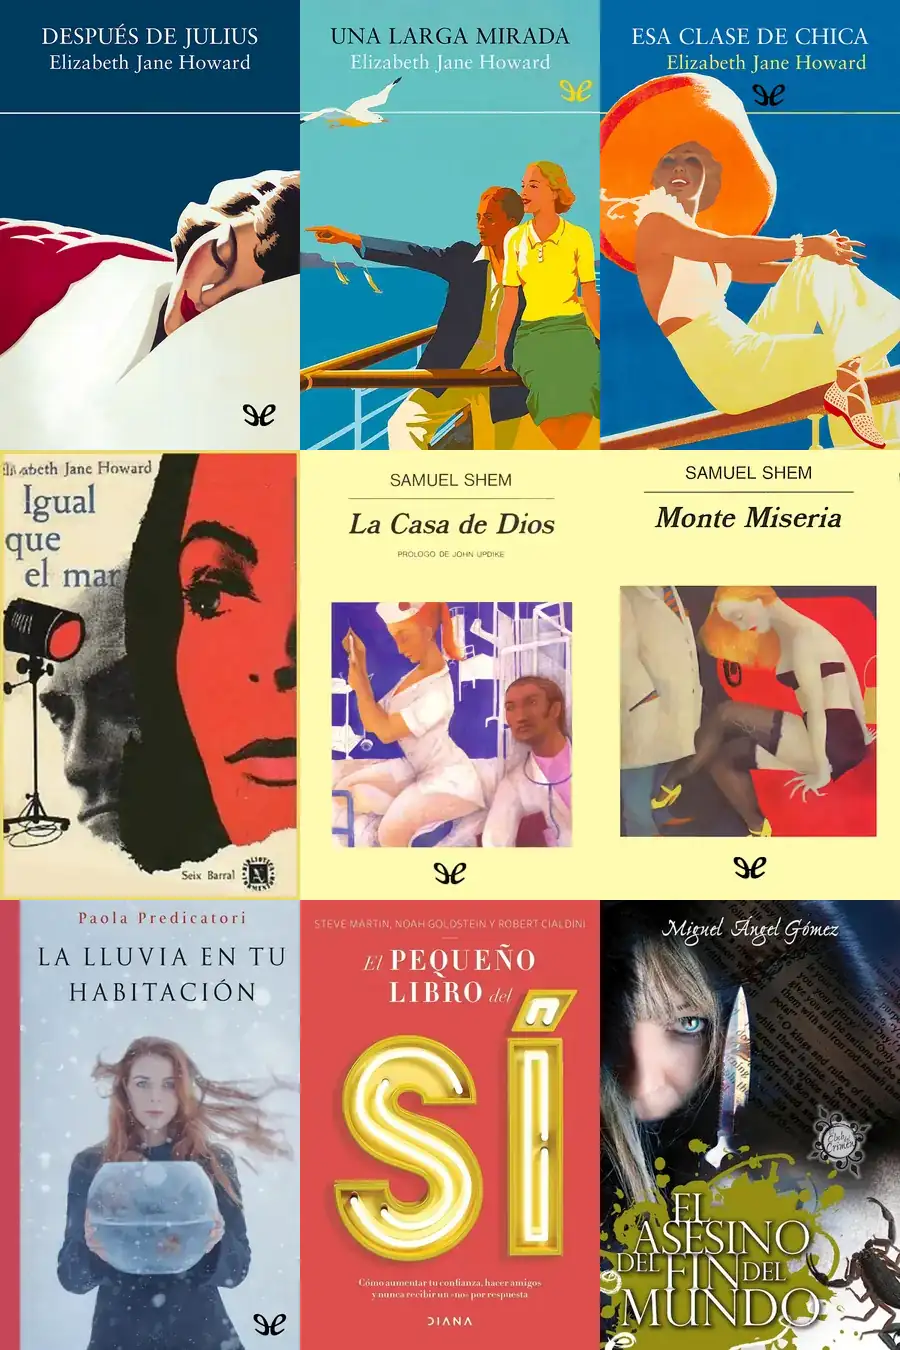 DESPUÉS DE JULIUS
Elizabeth Jane Howard
UNA LARGA MIRADA
Elizabeth Jane Howard
ESA CLASE DE CHICA
Elizabeth Jane Howard
Elizabeth Jane Howard
Igual
que
el mar
Seix Barral
SAMUEL SHEM
La Casa de Dios
PROLOGO DE JOHN UPDIKE
SAMUEL SHEM
Monte Miseria
Paola Predicatori
LA LLUVIA EN TU
HABITACIÓN
STEVE MARTIN, NOAH GOLDSTEIN Y ROBERT CIALDINI
El PEQUEÑO
LIBRO del
SÍ
Cómo aumentar tu confianza, hacer amigos
y nunca recibir un «no» por respuesta
DIANA
Miguel Ángel Gómez
EL
ASESINO
DEL FIN DEL
MUNDO